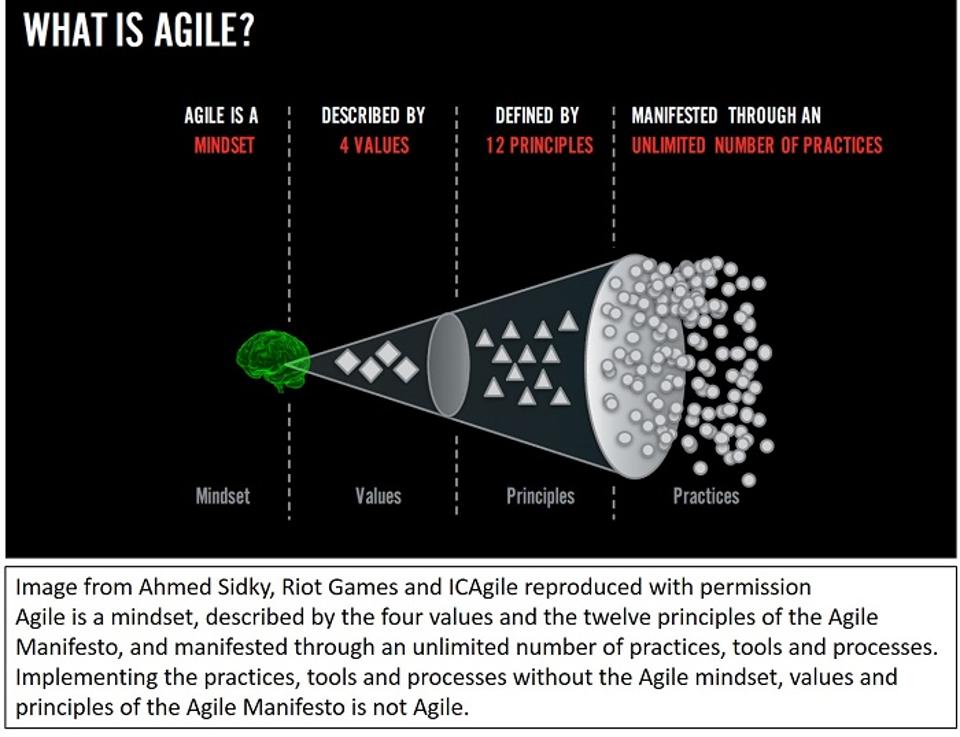 WHAT IS AGILE?
AGILE IS A
MINDSET
DESCRIBED BY
4 VALUES
DEFINED BY
12 PRINCIPLES
MANIFESTED THROUGH AN
UNLIMITED NUMBER OF PRACTICES
Mindset
Values
Principles
Practices
Image from Ahmed Sidky, Riot Games and ICAgile reproduced with permission
Agile is a mindset, described by the four values and the twelve principles of the Agile
Manifesto, and manifested through an unlimited number of practices, tools and processes.
Implementing the practices, tools and processes without the Agile mindset, values and
principles of the Agile Manifesto is not Agile.